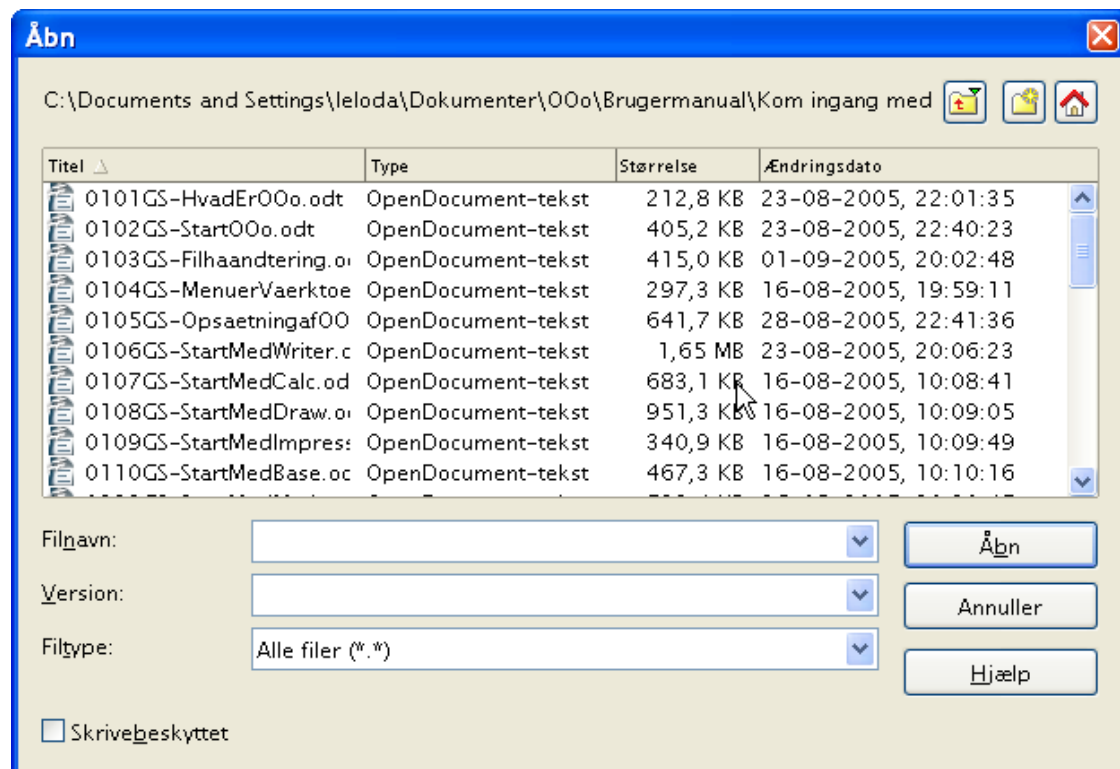 Åbn
C:\Documents and Settings\leloda\Dokumenter\OOo\Brugermanual\Kom ingang med
Titel Type Størrelse Ændringsdato
0101GS-HvadErOOo.odt OpenDocument-tekst 212,8 KB 23-08-2005, 22:01:35
0102GS-StartOOo.odt OpenDocument-tekst 405,2 KB 23-08-2005, 22:40:23
0103GS-Filhaandtering.o OpenDocument-tekst 415,0 KB 01-09-2005, 20:02:48
0104GS-MenuerVaerktoe OpenDocument-tekst 297,3 KB 16-08-2005, 19:59:11
0105GS-OpsaetningafOO OpenDocument-tekst 641,7 KB 28-08-2005, 22:41:36
0106GS-StartMedWriter.c OpenDocument-tekst 1,65 MB 23-08-2005, 20:06:23
0107GS-StartMedCalc.od OpenDocument-tekst 683,1 KB 16-08-2005, 10:08:41
0108GS-StartMedDraw.o OpenDocument-tekst 951,3 KB 16-08-2005, 10:09:05
0109GS-StartMedImpress OpenDocument-tekst 340,9 KB 16-08-2005, 10:09:49
0110GS-StartMedBase.oc OpenDocument-tekst 467,3 KB 16-08-2005, 10:10:16
Filnavn:
Åbn
Version:
Annuller
Filtype: Alle filer (*.*)
Hjælp
Skrivebeskyttet